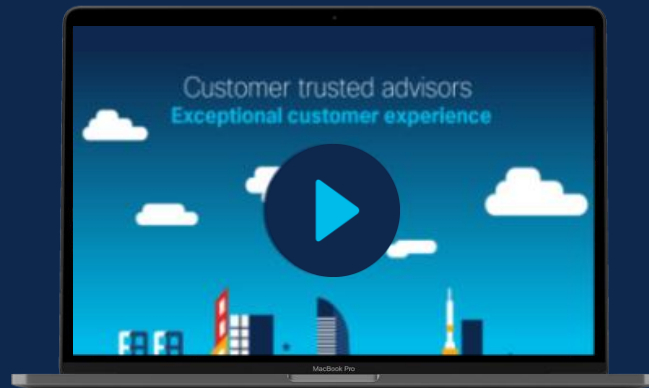 Customer trusted advisors
Exceptional customer experience
MacBook Pro